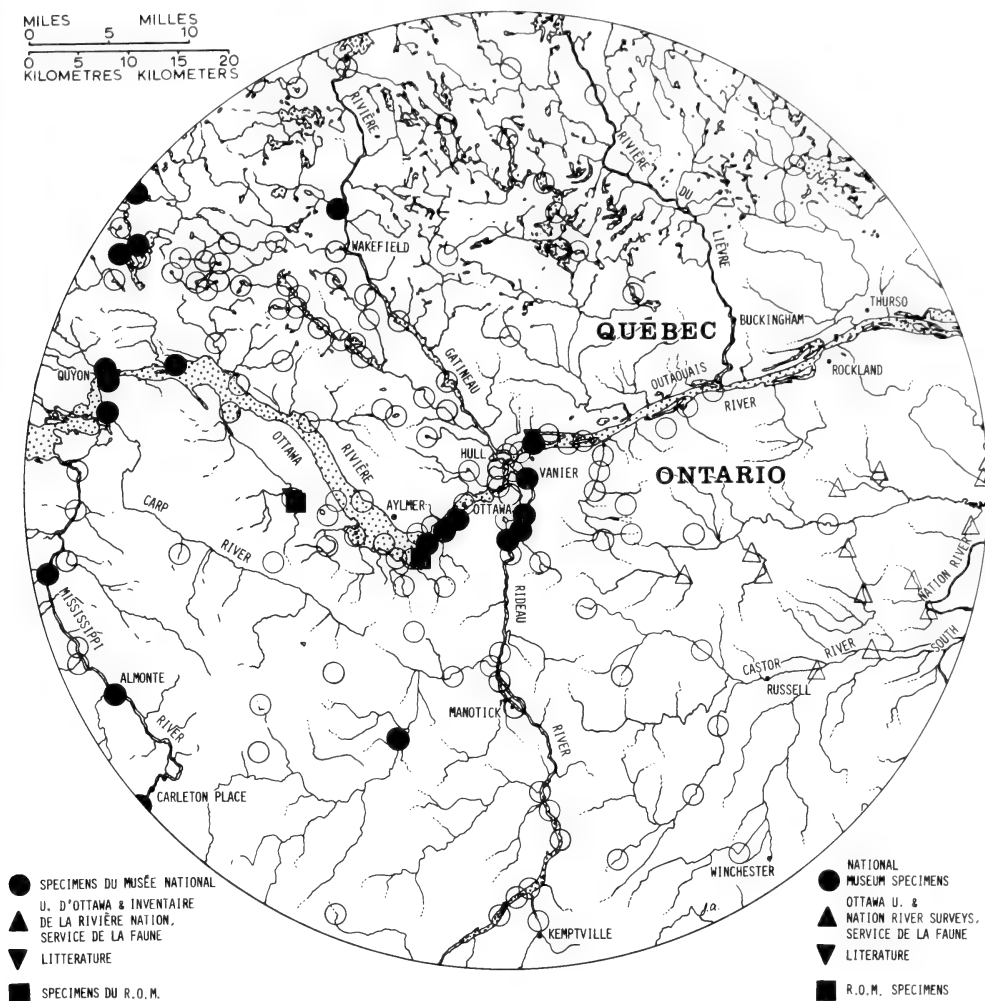 MILES MILLES
0 5 10
0 5 10 15 20
KILOMÈTRES KILOMETERS
RIVIÈRE
RIVIÈRE
DU
LIÈVRE
WAKEFIELD
THURSO
BUCKINGHAM
QUÉBEC
GATINEAU
QUYON
OUTAOUAIS
ROCKLAND
RIVER
OTTAWA
RIVIÈRE
HULL
VANIER
ONTARIO
AYLMER
OTTAWA
CARP
RIVER
NATION RIVER
RIDEAU
MISSISSIPPI
SOUTH
CASTOR
RIVER
RUSSELL
ALMONTE
MANOTICK
RIVER
RIVER
CARLETON PLACE
WINCHESTER
j.a.
KEMPTVILLE
SPECIMENS DU MUSÉE NATIONAL
U. D'OTTAWA & INVENTAIRE
DE LA RIVIÈRE NATION,
SERVICE DE LA FAUNE
LITTERATURE
SPECIMENS DU R.O.M.
NATIONAL
MUSEUM SPECIMENS
OTTAWA U. &
NATION RIVER SURVEYS,
SERVICE DE LA FAUNE
LITERATURE
R.O.M. SPECIMENS